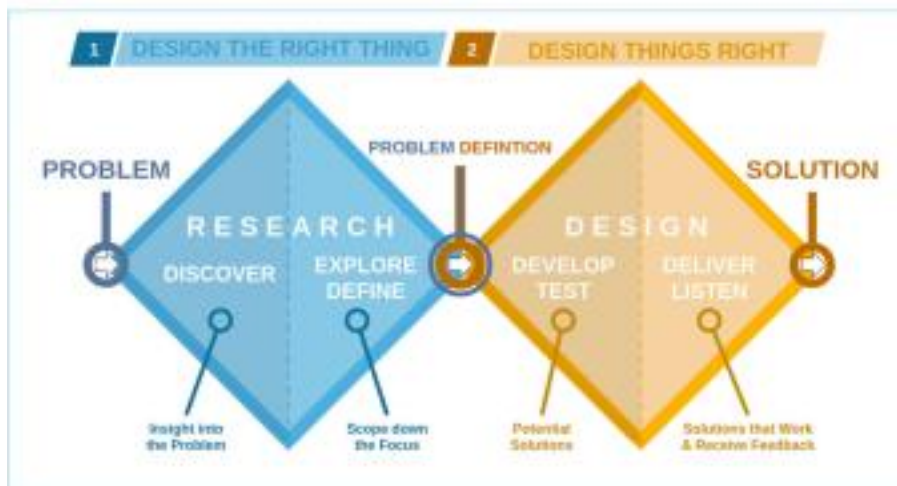 1 DESIGN THE RIGHT THING 2 DESIGN THINGS RIGHT
PROBLEM DEFINTION
PROBLEM
SOLUTION
RESEARCH
DESIGN
DISCOVER
EXPLORE
DEFINE
DEVELOP
TEST
DELIVER
LISTEN
Insight into
the Problem
Scope down
the Focus
Potential
Solutions
Solutions that Work
& Receive Feedback